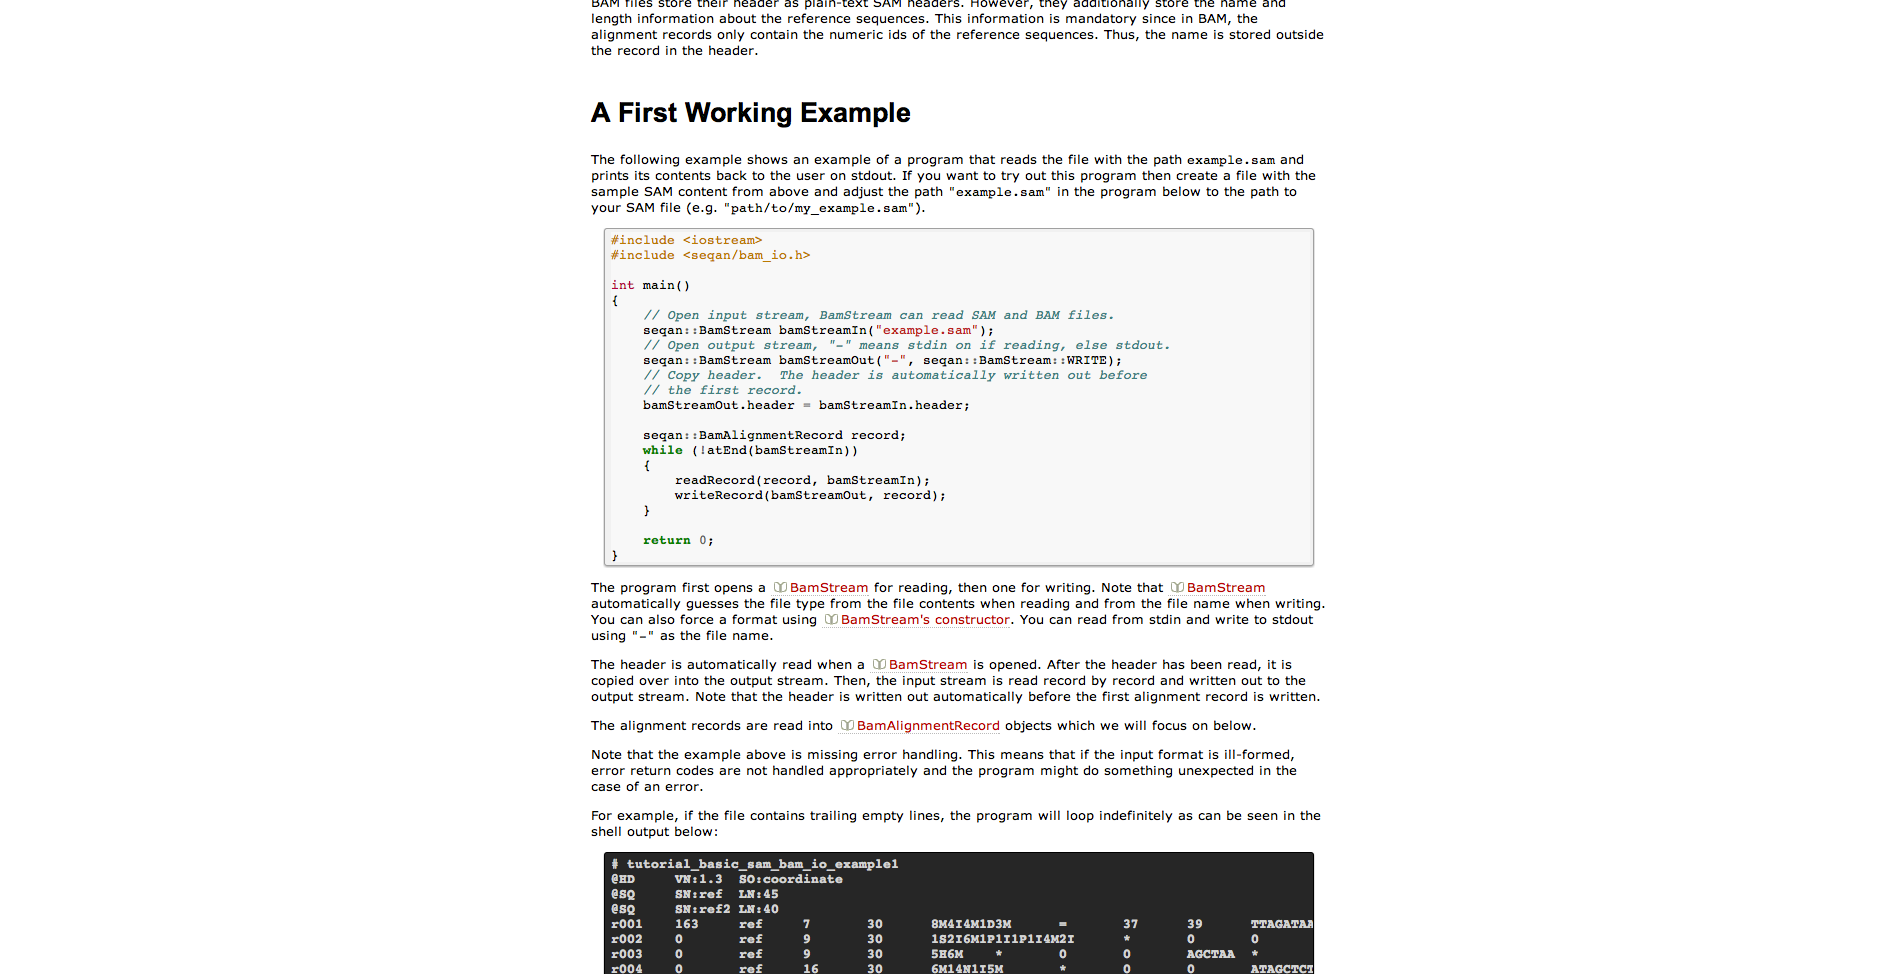 BAM files store their header as plain-text SAM headers. However, they additionally store the name and
length information about the reference sequences. This information is mandatory since in BAM, the
alignment records only contain the numeric ids of the reference sequences. Thus, the name is stored outside
the record in the header.
A First Working Example
The following example shows an example of a program that reads the file with the path example.sam and
prints its contents back to the user on stdout. If you want to try out this program then create a file with the
sample SAM content from above and adjust the path "example.sam" in the program below to the path to
your SAM file (e.g. "path/to/my_example.sam").
#include <iostream>
#include <seqan/bam_io.h>
int main()
{
// Open input stream, BamStream can read SAM and BAM files.
seqan::BamStream bamStreamIn("example.sam");
// Open output stream, "-" means stdin on if reading, else stdout.
seqan::BamStream bamStreamOut("-", seqan::BamStream::WRITE);
// Copy header.  The header is automatically written out before
// the first record.
bamStreamOut.header = bamStreamIn.header;
seqan::BamAlignmentRecord record;
while (!atEnd(bamStreamIn))
{
readRecord(record, bamStreamIn);
writeRecord(bamStreamOut, record);
}
return 0;
}
The program first opens a BamStream for reading, then one for writing. Note that BamStream
automatically guesses the file type from the file contents when reading and from the file name when writing.
You can also force a format using BamStream's constructor. You can read from stdin and write to stdout
using "-" as the file name.
The header is automatically read when a BamStream is opened. After the header has been read, it is
copied over into the output stream. Then, the input stream is read record by record and written out to the
output stream. Note that the header is written out automatically before the first alignment record is written.
The alignment records are read into BamAlignmentRecord objects which we will focus on below.
Note that the example above is missing error handling. This means that if the input format is ill-formed,
error return codes are not handled appropriately and the program might do something unexpected in the
case of an error.
For example, if the file contains trailing empty lines, the program will loop indefinitely as can be seen in the
shell output below:
# tutorial_basic_sam_bam_io_example1
@HD VN:1.3 SO:coordinate
@SQ SN:ref LN:45
@SQ SN:ref2 LN:40
r001 163 ref 7 30 8M4I4M1D3M = 37 39 TTAGATAA
r002 0 ref 9 30 1S2I6M1P1I1P1I4M2I * 0 0
r003 0 ref 9 30 5H6M * 0 0 AGCTAA *
r004 0 ref 16 30 6M14N1I5M * 0 0 ATAGCTCT